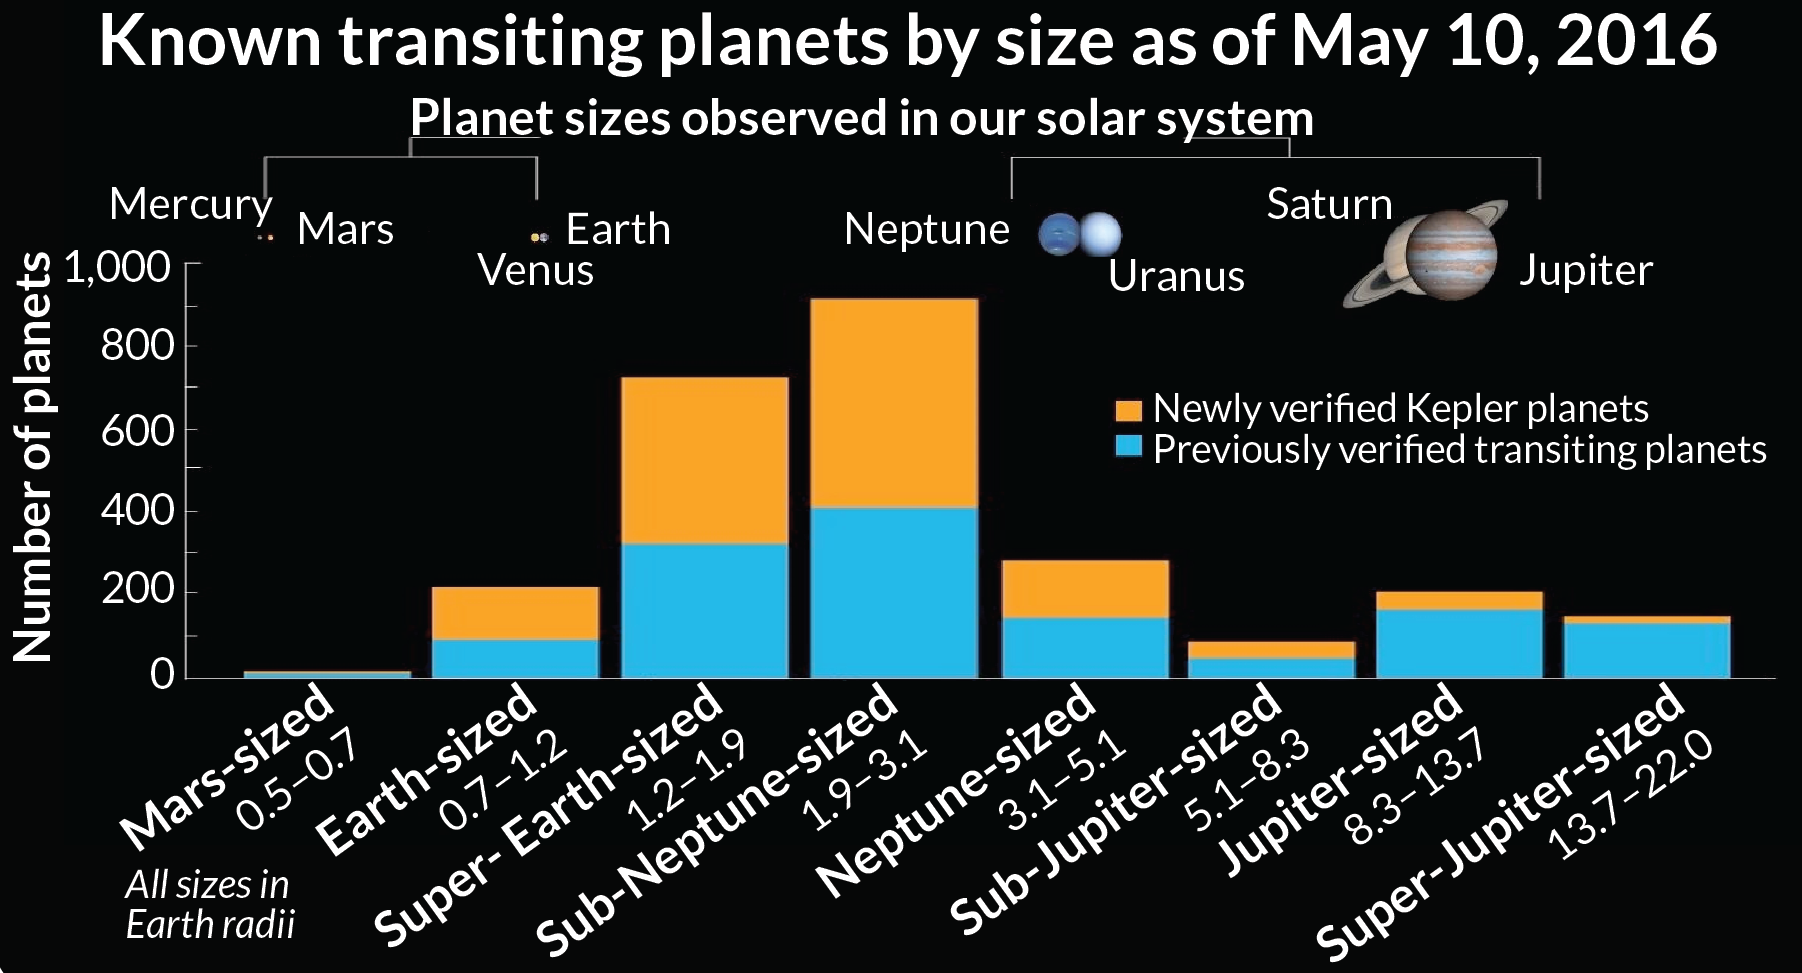 Known transiting planets by size as of May 10, 2016
Planet sizes observed in our solar system
Mercury
Mars
Venus
Earth
Neptune
Uranus
Saturn
Jupiter
Number of planets
1,000
800
600
400
200
0
Newly verified Kepler planets
Previously verified transiting planets
Mars-sized
0.5–0.7
Earth-sized
0.7–1.2
Super- Earth-sized
1.2–1.9
Sub-Neptune-sized
1.9–3.1
Neptune-sized
3.1–5.1
Sub-Jupiter-sized
5.1–8.3
Jupiter-sized
8.3–13.7
Super-Jupiter-sized
13.7–22.0
All sizes in
Earth radii